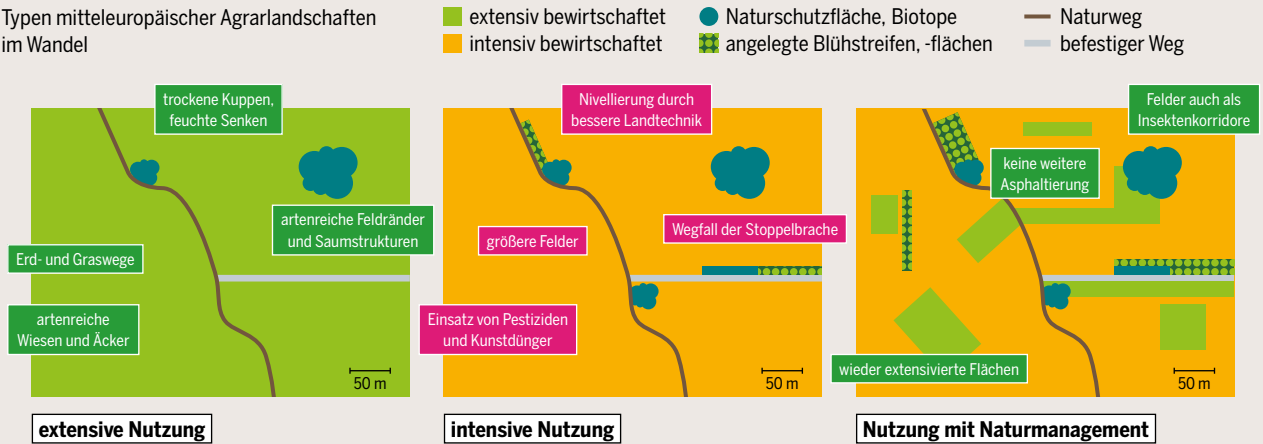 Typen mitteleuropäischer Agrarlandschaften
im Wandel
extensiv bewirtschaftet
intensiv bewirtschaftet
Naturschutzfläche, Biotope
angelegte Blühstreifen, -flächen
Naturweg
befestiger Weg
trockene Kuppen,
feuchte Senken
artenreiche Feldränder
und Saumstrukturen
Erd- und Graswege
artenreiche
Wiesen und Äcker
50 m
extensive Nutzung
Nivellierung durch
bessere Landtechnik
größere Felder
Wegfall der Stoppelbrache
Einsatz von Pestiziden
und Kunstdünger
50 m
intensive Nutzung
Felder auch als
Insektenkorridore
keine weitere
Asphaltierung
wieder extensivierte Flächen
50 m
Nutzung mit Naturmanagement